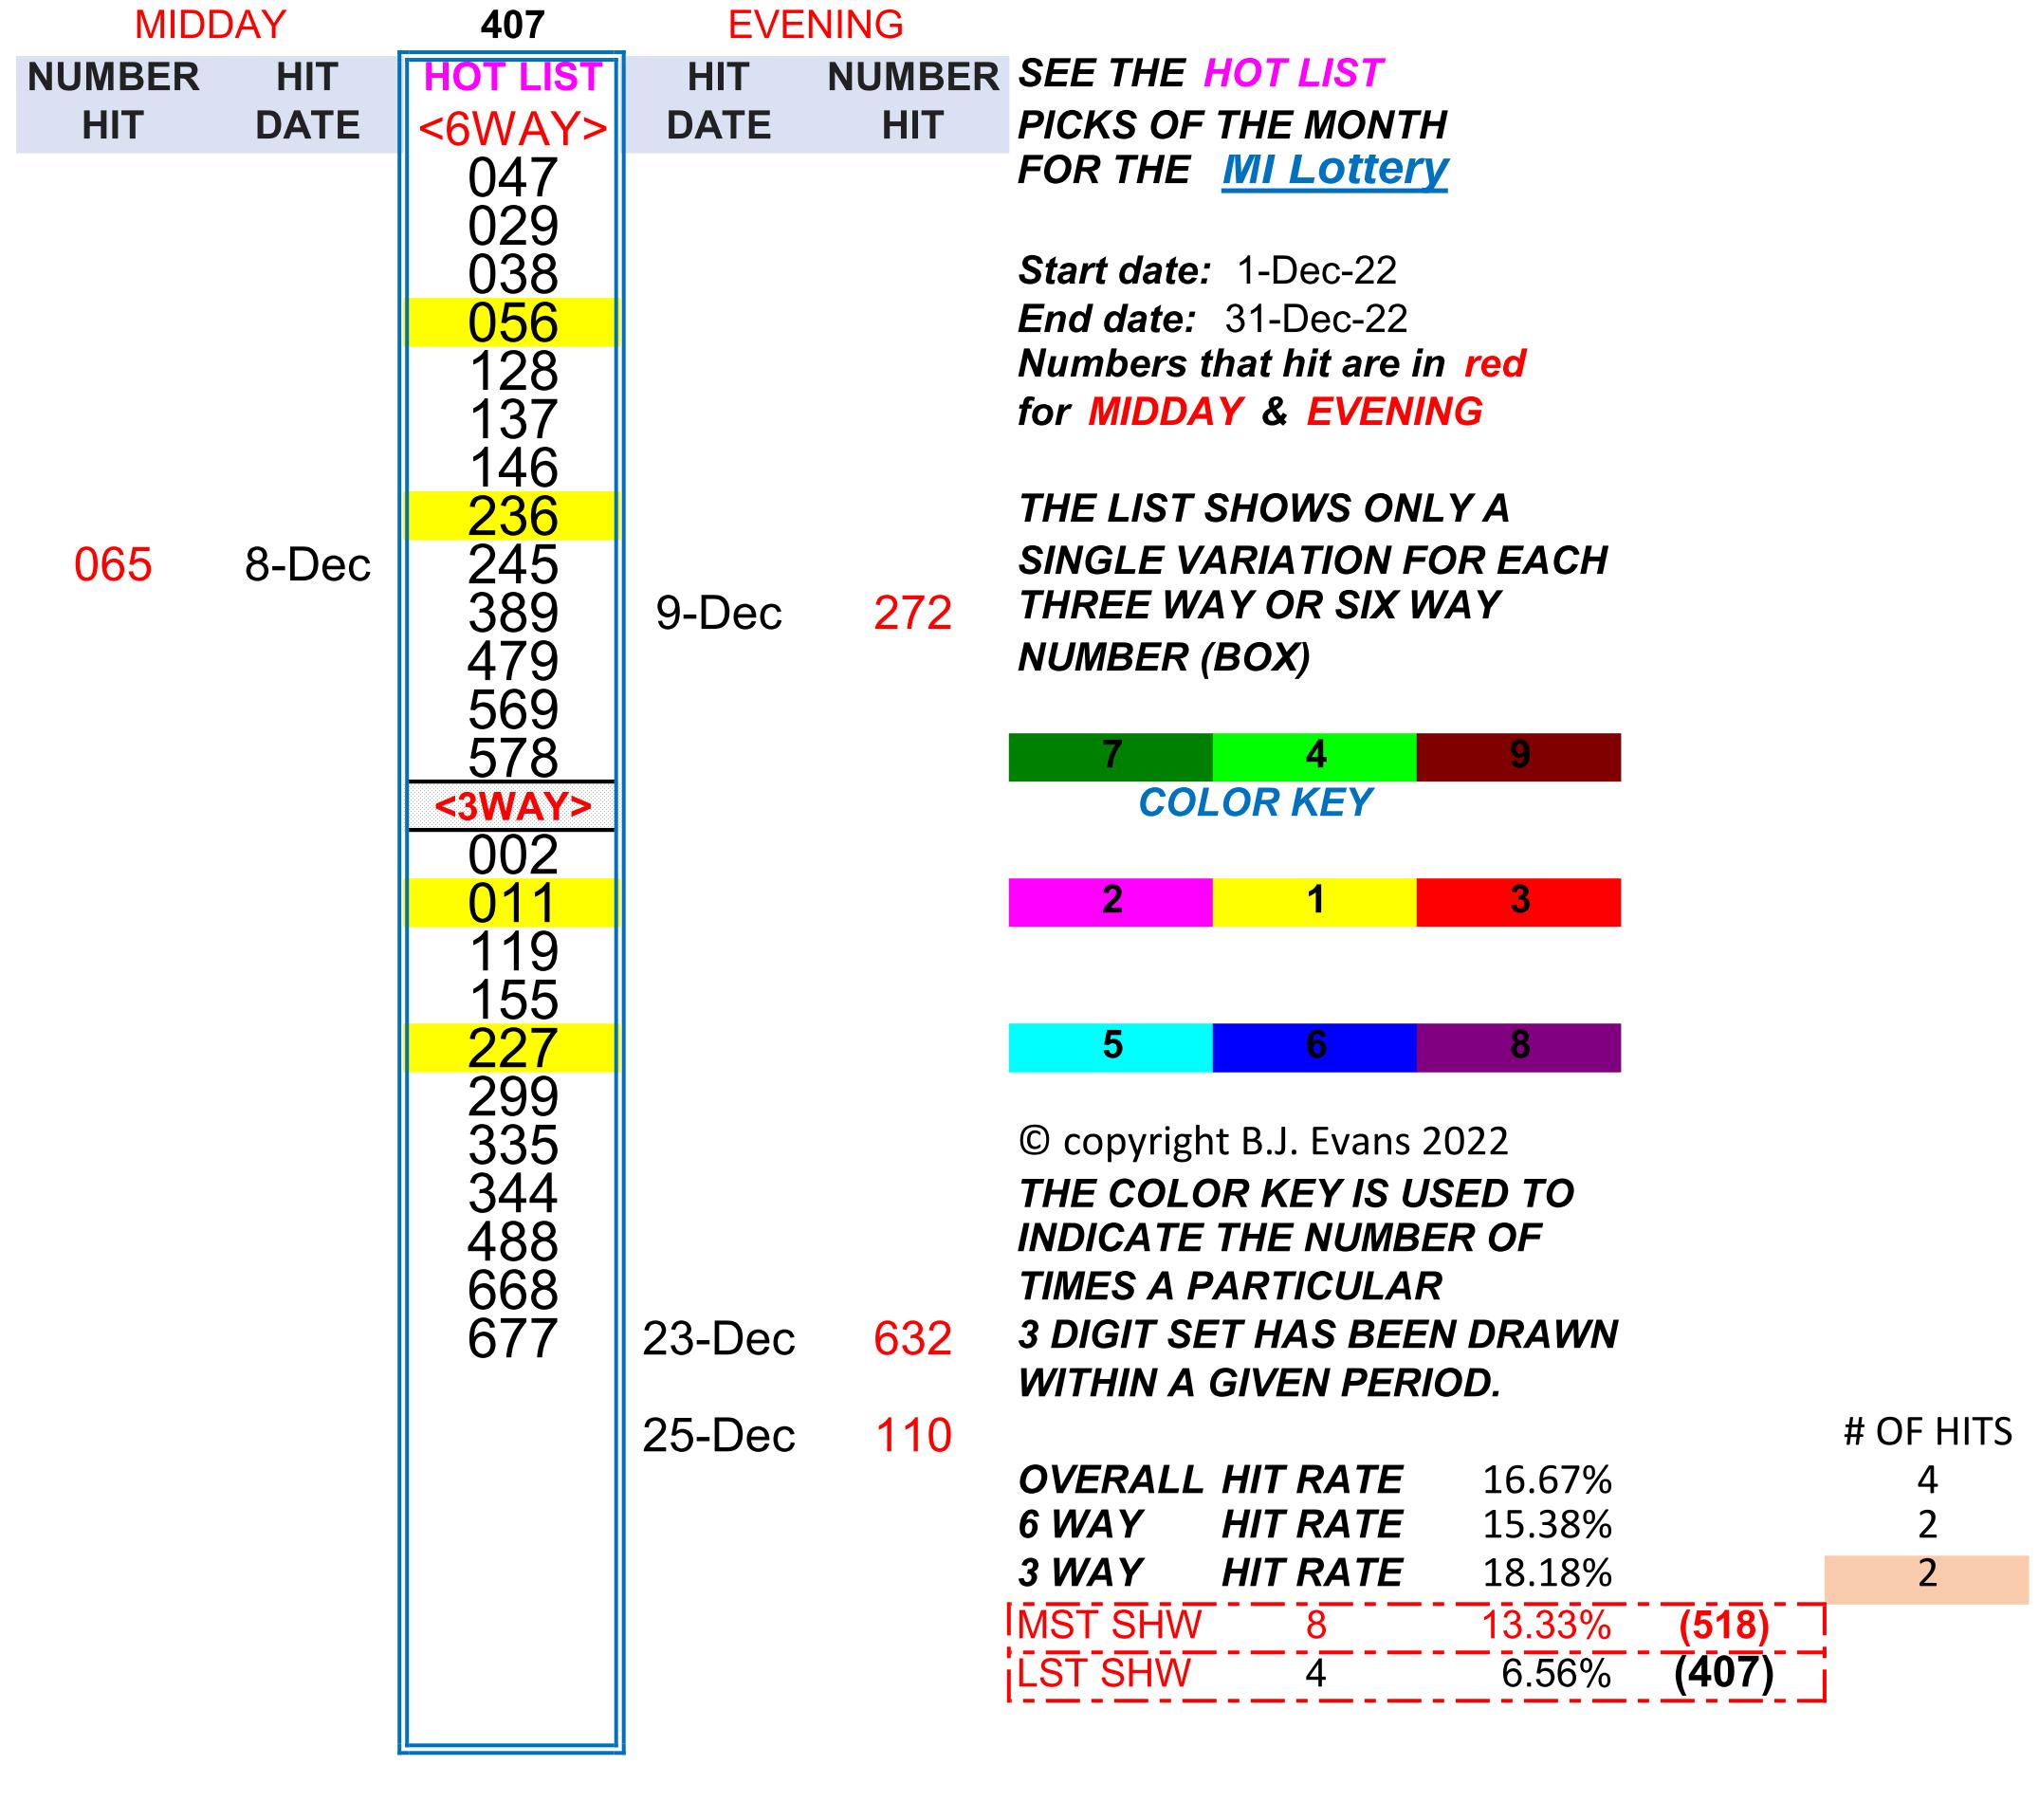 MIDDAY 407 EVENING
NUMBER HIT HOT LIST HIT NUMBER SEE THE HOT LIST
HIT DATE <6WAY> DATE HIT PICKS OF THE MONTH
047 FOR THE MI Lottery
029
038 Start date: 1-Dec-22
056 End date: 31-Dec-22
128 Numbers that hit are in red
137 for MIDDAY & EVENING
146
236 THE LIST SHOWS ONLY A
065 8-Dec 245 SINGLE VARIATION FOR EACH
389 9-Dec 272 THREE WAY OR SIX WAY
479 NUMBER (BOX)
569
578 7 4 9
<3WAY> COLOR KEY
002
011 2 1 3
119
155
227 5 6 8
299
335 © copyright B.J. Evans 2022
344 THE COLOR KEY IS USED TO
488 INDICATE THE NUMBER OF
668 TIMES A PARTICULAR
677 23-Dec 632 3 DIGIT SET HAS BEEN DRAWN
WITHIN A GIVEN PERIOD.
25-Dec 110 # OF HITS
OVERALL HIT RATE 16.67% 4
6 WAY HIT RATE 15.38% 2
3 WAY HIT RATE 18.18% 2
MST SHW 8 13.33% (518)
LST SHW 4 6.56% (407)